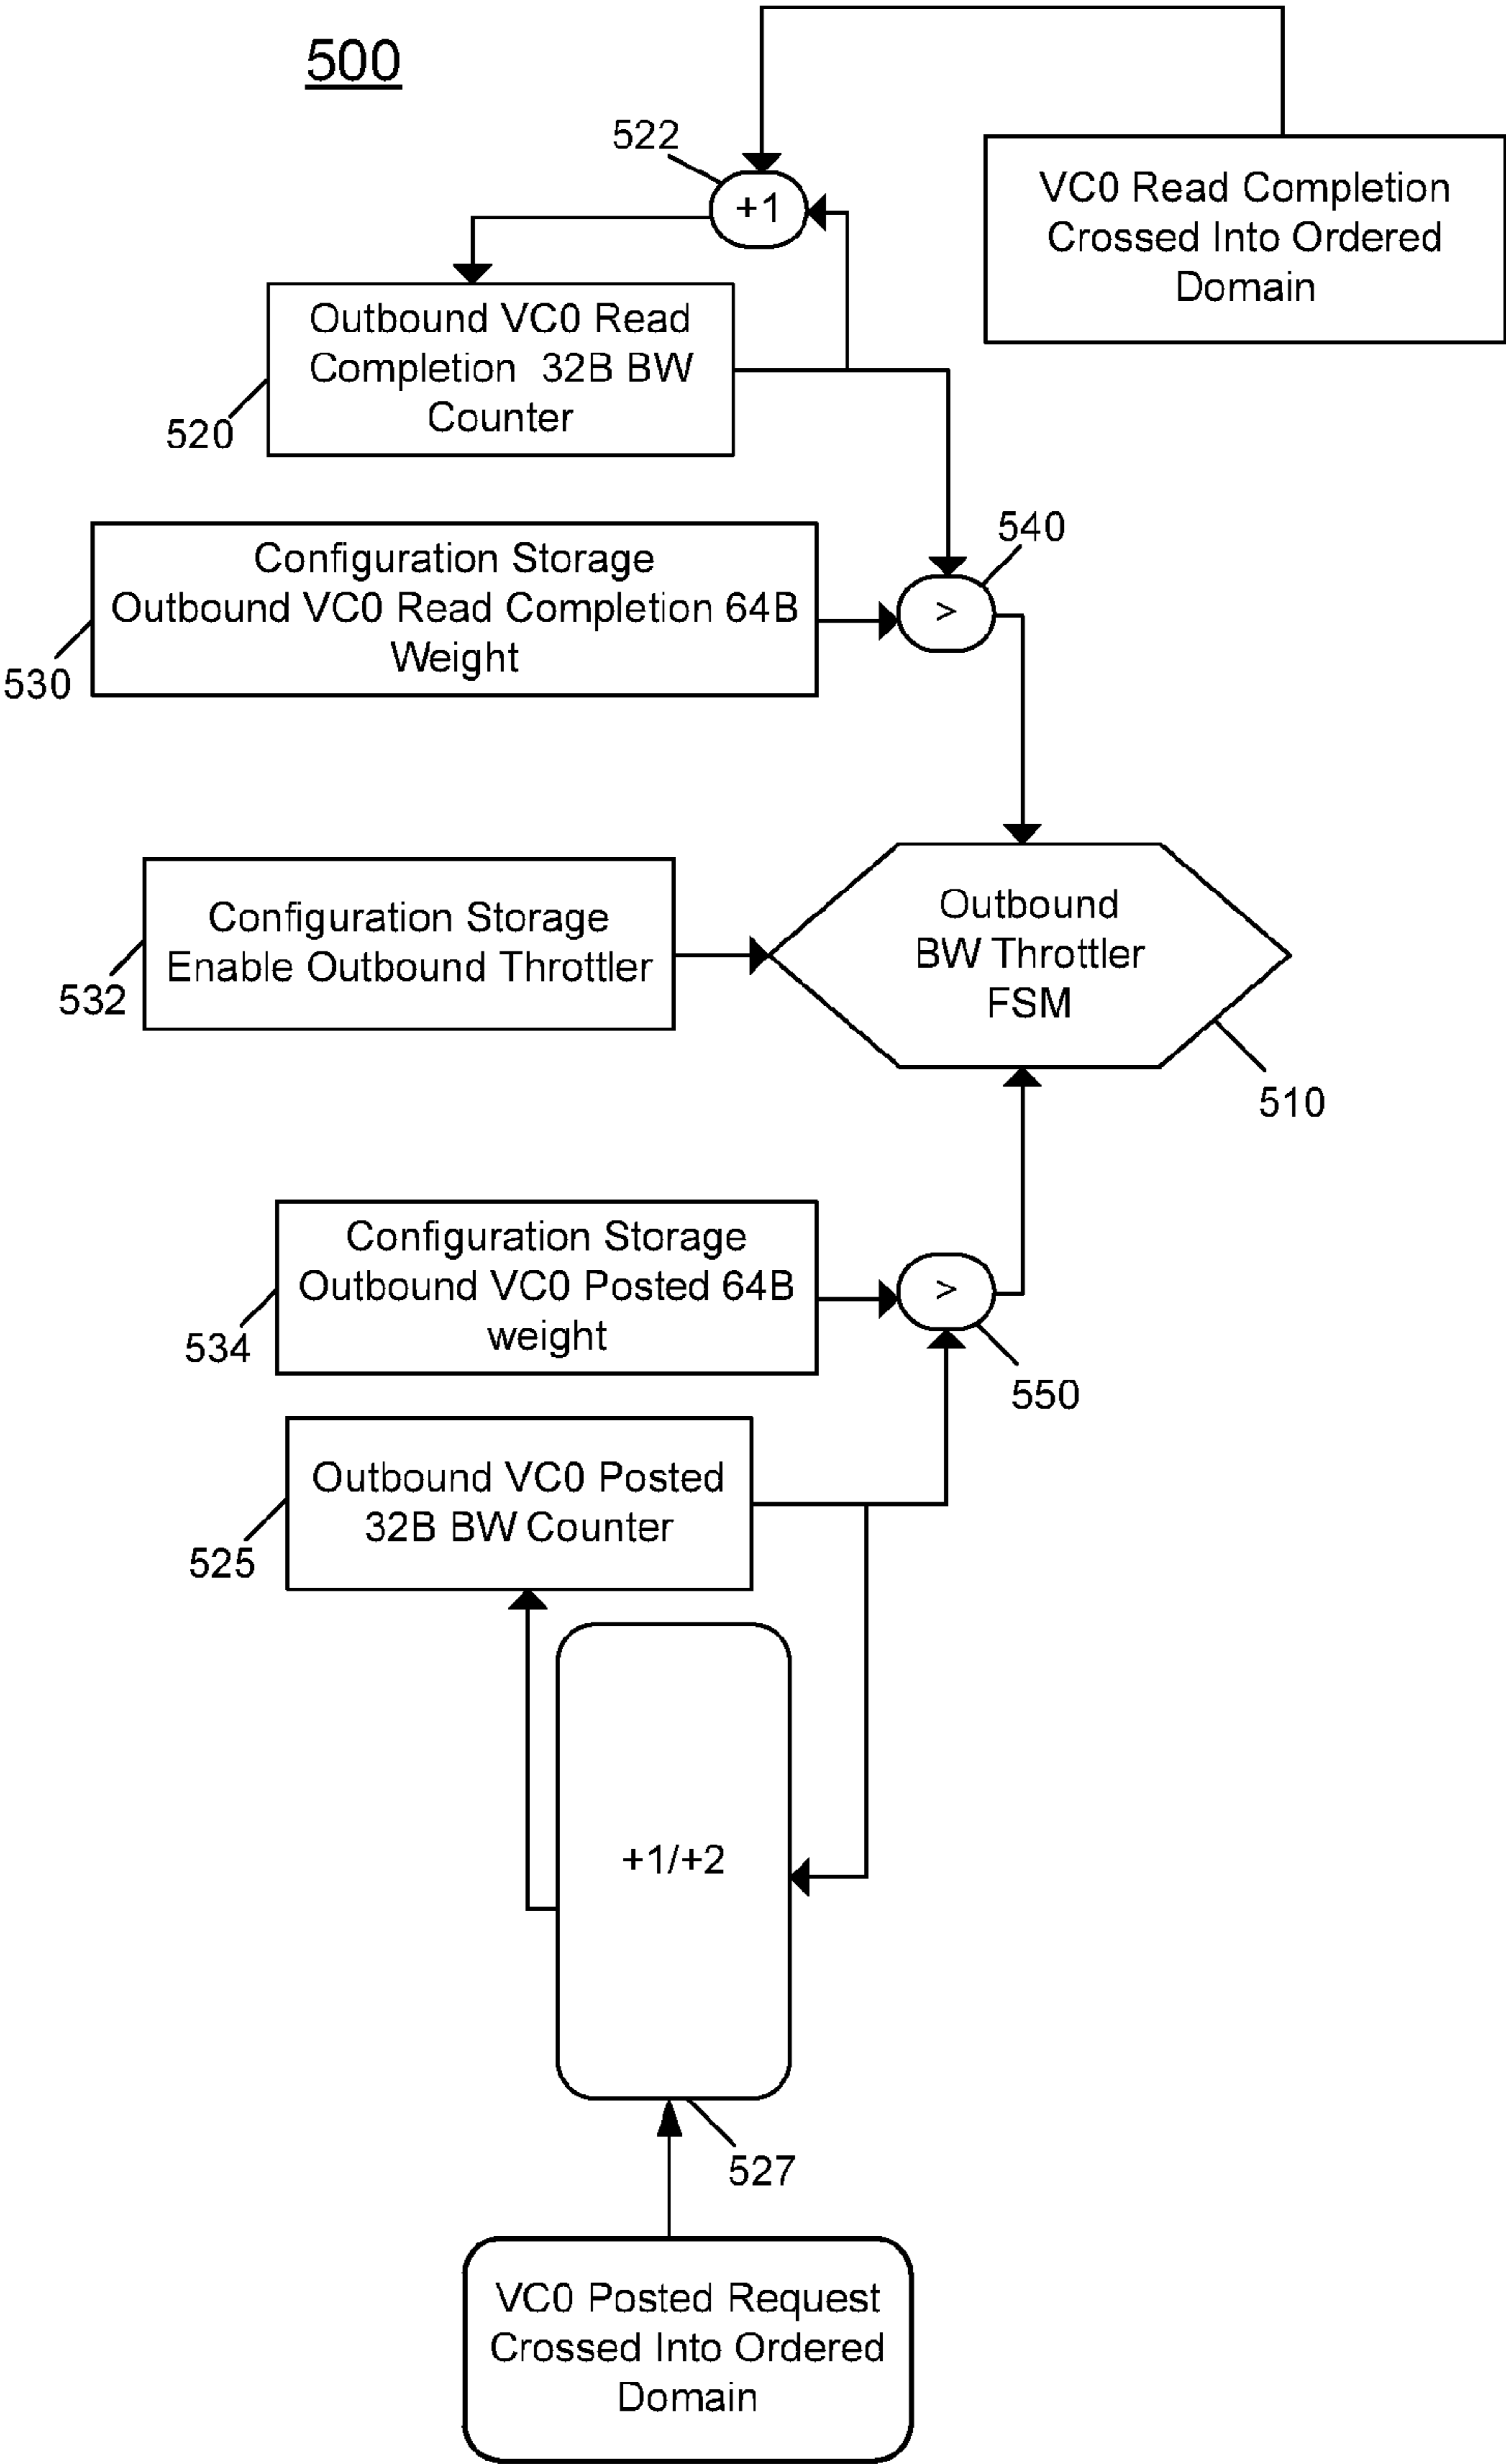 500
522
+1
VC0 Read Completion
Crossed Into Ordered
Domain
Outbound VC0 Read
Completion 32B BW
Counter
520
Configuration Storage
Outbound VC0 Read Completion 64B
Weight
530
540
>
Configuration Storage
Enable Outbound Throttler
532
Outbound
BW Throttler
FSM
510
Configuration Storage
Outbound VC0 Posted 64B
weight
534
>
550
Outbound VC0 Posted
32B BW Counter
525
+1/+2
527
VC0 Posted Request
Crossed Into Ordered
Domain